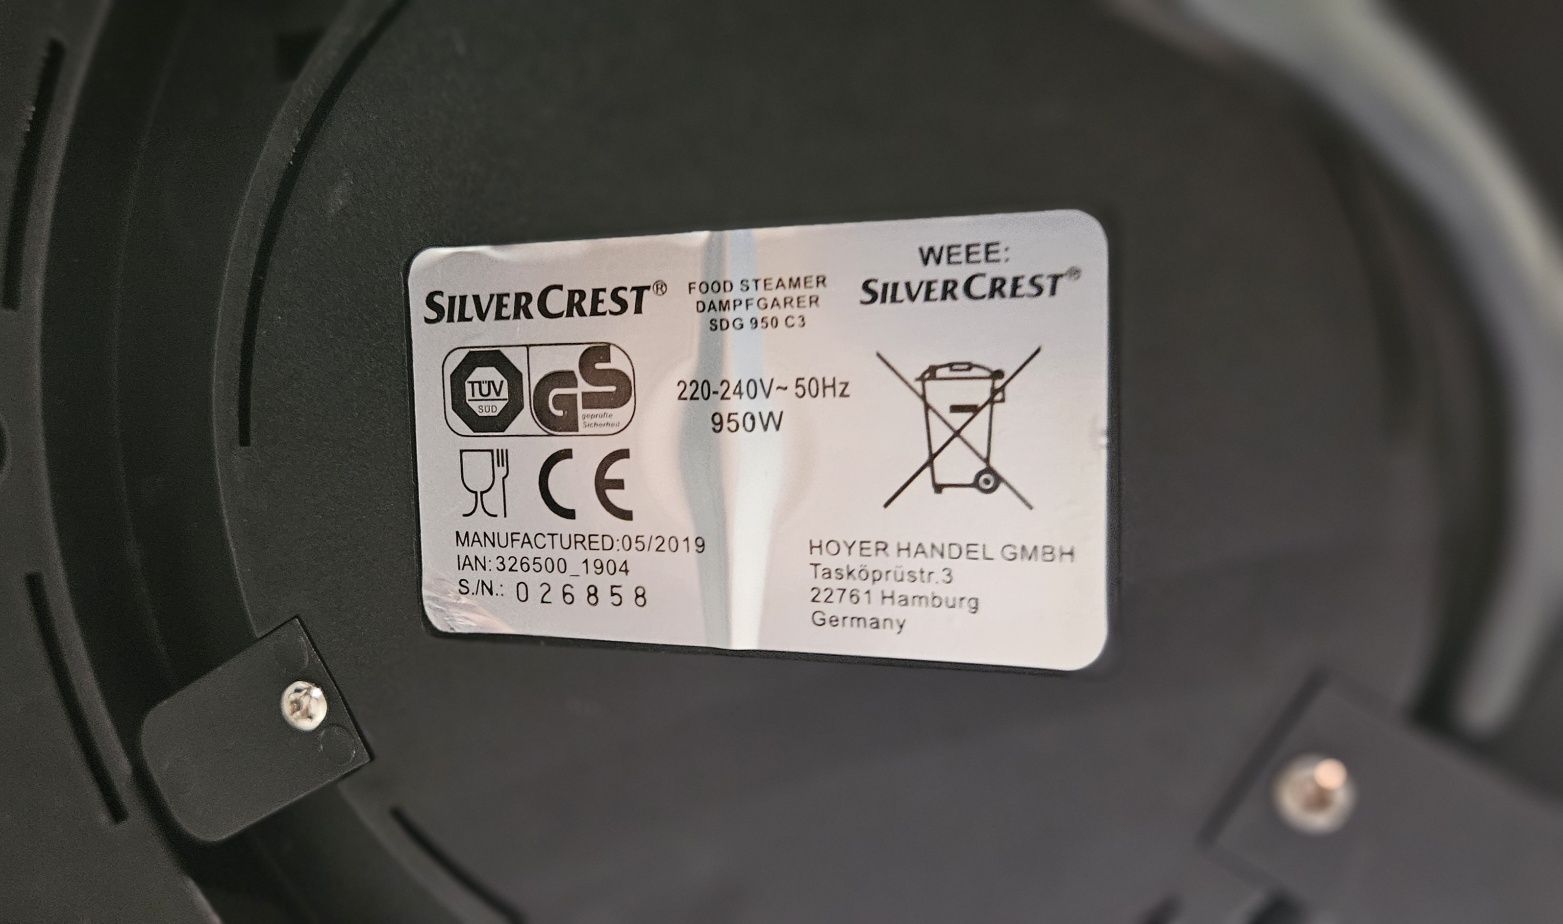 SILVERCREST®
FOOD STEAMER
DAMPFGARER
SDG 950 C3
WEEE:
SILVERCREST®
TÜV
SÜD
GS
geprüfte
Sicherheit
220-240V~ 50Hz
950W
CE
MANUFACTURED:05/2019
IAN: 326500_1904
S./N.: 026858
HOYER HANDEL GMBH
Tasköprüstr.3
22761 Hamburg
Germany